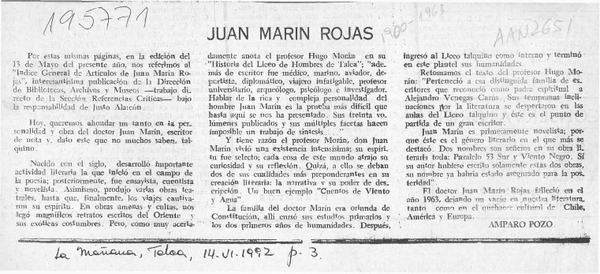 195771
JUAN MARIN ROJAS
1900-1963
AAN2651
Por estas mismas páginas, en la edición del
13 de Mayo del presente año, nos referimos al
"Indice General de Artículos de Juan Marín Ro-
jas", interesantísima publicación de la Dirección
de Bibliotecas, Archivos y Museos —trabajo di-
recto de la Sección Referencias Críticas— bajo
la responsabilidad de Justo Alarcón.
Hoy, queremos ahondar un tanto en la per-
sonalidad y obra del doctor Juan Marín, escritor
de nota y, dato este que no muchos saben, tal-
quino.
Nacido con el siglo, desarrolló importante
actividad literaria la que taló en el campo de
la poesía; posteriormente, fue ensayista, cuentista
y novelista. Asimismo, produjo varias obras te-
trales, hasta que, finalmente, los viajes cautiva-
ron su espíritu. En obras amenas y cultas, nos
legó magníficos retratos escritos del Oriente y
sus exóticas costumbres. Pero, como muy acerta-
damente anota el profesor Hugo Morán en su
"Historia del Liceo de Hombres de Talca"; "ade-
más de escritor fue médico, marino, aviador, de-
portista, diplomático, viajero infatigable, profesor
universitario, arqueólogo, psicólogo e investigador.
Hablar de la rica y compleja personalidad del
hombre Juan Marín es la prueba más difícil que
hasta aquí se nos ha presentado. Sus treinta vo-
lúmenes publicados y sus múltiples facetas hacen
imposible un trabajo de síntesis..."
Y tiene razón el profesor Morán, don Juan
Marín vivió una existencia intensísima; su espíri-
tu fue selecto, cada cosa de este mundo atrajo su
curiosidad y su reflexión. Quizá, a ello se deban
dos de sus cualidades más preponderantes en su
creación literaria: la narrativa y su poder de des-
cripción. Un buen ejemplo "Cuentos de Viento
y Agua"
La familia del doctor Marín era oriunda de
Constitución, allí cursó sus estudios primarios y
los dos primeros años de humanidades. Después,
ingresó al Liceo talquino como interno y terminó
en este plantel sus humanidades.
Retomamos el texto del profesor Hugo Mo-
rán: "Perteneció a esa distinguida familia de es-
critores que reconoció como padre espiritual a
Alejandro Venegas Carús. Sus tempranas incli-
naciones por la literatura se despertaron en las
aulas del Liceo talquino y éste es el punto de
partida de un gran escritor.
Juan Marín es primeramente novelista; por-
que éste es el género literario en el que más
destacó. Dos nombres son señeros en su obra li-
teraria toda: Paralelo 53 Sur y Viento Negro. Si
su autor hubiese escrito solamente estas dos obras,
su nombre ya habría estado asegurado para la pos-
teridad".
El doctor Juan Marín Rojas falleció en el
año 1963, dejando un vacío en nuestra literatura,
tanto como en el quehacer cultural de Chile,
América y Europa.
AMPARO POZO
La Mañana, Talca, 14-VI-1992 p. 3.